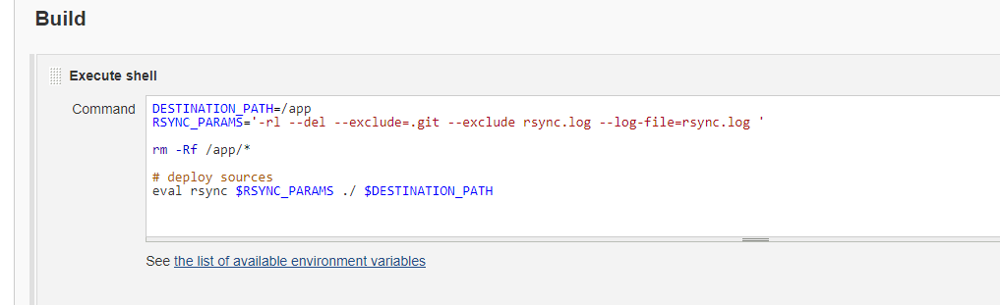 Build
Execute shell
Command
DESTINATION_PATH=/app
RSYNC_PARAMS='-rl --del --exclude=.git --exclude rsync.log --log-file=rsync.log '
rm -Rf /app/*
# deploy sources
eval rsync $RSYNC_PARAMS ./ $DESTINATION_PATH
See the list of available environment variables